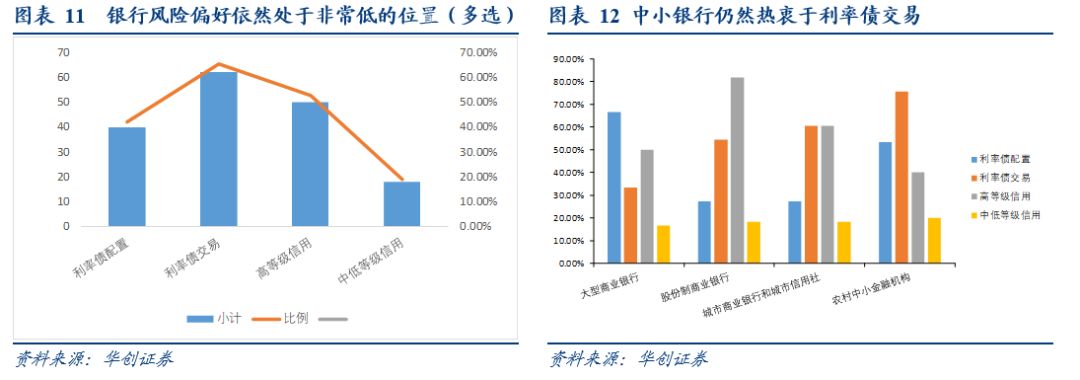 图表 11 银行风险偏好依然处于非常低的位置（多选）
70
60
50
40
30
20
10
0
70.00%
60.00%
50.00%
40.00%
30.00%
20.00%
10.00%
0.00%
利率债配置
利率债交易
高等级信用
中低等级信用
小计
比例
资料来源：华创证券
图表 12 中小银行仍然热衷于利率债交易
90.00%
80.00%
70.00%
60.00%
50.00%
40.00%
30.00%
20.00%
10.00%
0.00%
大型商业银行
股份制商业银行
城市商业银行和城市信用社
农村中小金融机构
利率债配置
利率债交易
高等级信用
中低等级信用
资料来源：华创证券